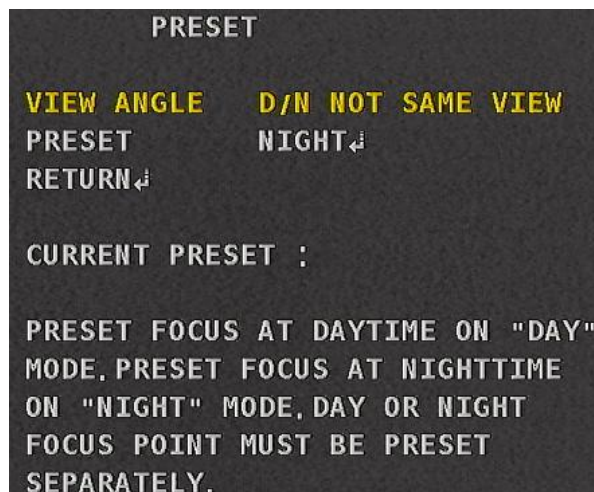 PRESET
VIEW ANGLE D/N NOT SAME VIEW
PRESET NIGHT↲
RETURN↲
CURRENT PRESET :
PRESET FOCUS AT DAYTIME ON "DAY"
MODE.PRESET FOCUS AT NIGHTTIME
ON "NIGHT" MODE.DAY OR NIGHT
FOCUS POINT MUST BE PRESET
SEPARATELY.